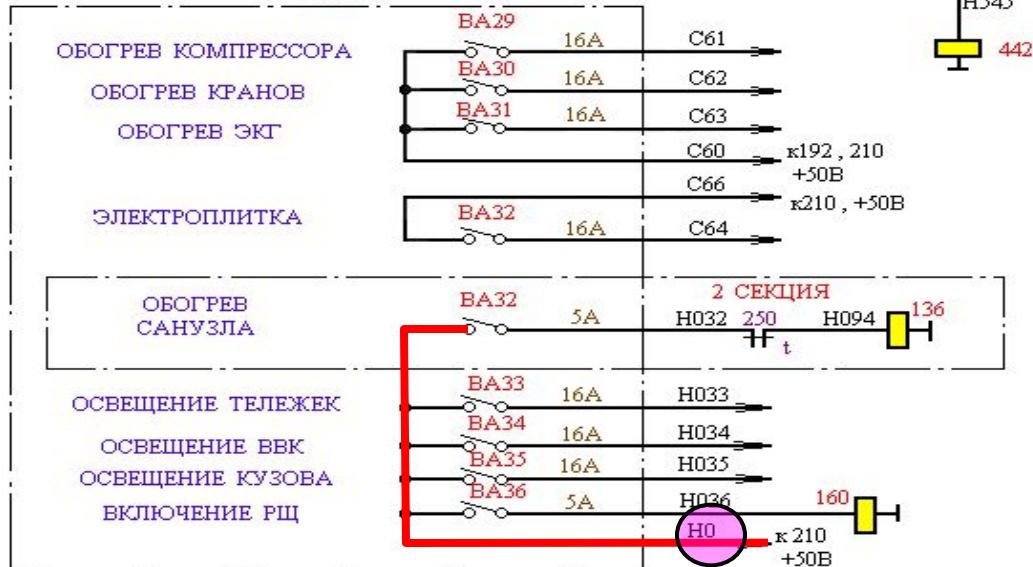 Н343
ВА29
ОБОГРЕВ КОМПРЕССОРА 16А С61
442
ВА30
ОБОГРЕВ КРАНОВ 16А С62
ВА31
ОБОГРЕВ ЭКГ 16А С63
С60 к192 , 210
+50В
С66
к210 , +50В
ЭЛЕКТРОПЛИТКА ВА32 16А С64
2 СЕКЦИЯ
ОБОГРЕВ
САНУЗЛА
ВА32 5А Н032 250 Н094 136
t
ВА33
ОСВЕЩЕНИЕ ТЕЛЕЖЕК 16А Н033
ВА34
ОСВЕЩЕНИЕ ВВК 16А Н034
ВА35
ОСВЕЩЕНИЕ КУЗОВА 16А Н035
ВА36
ВКЛЮЧЕНИЕ РЩ 5А Н036 160
Н0 к 210
+50В